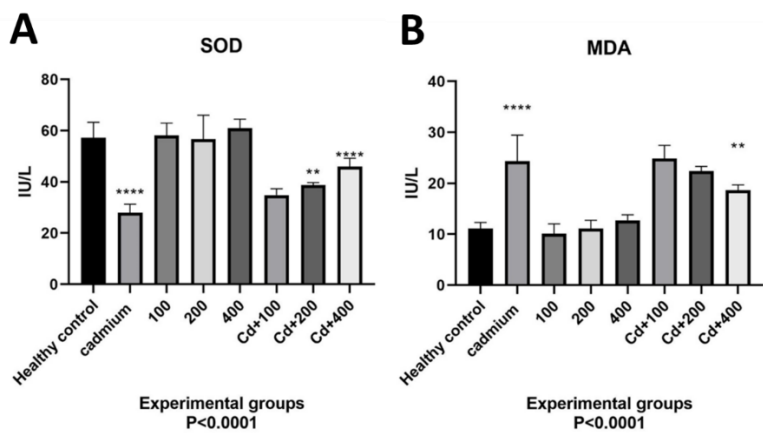 A
SOD
IU/L
80
60
40
20
0
****
**
****
Healthy control
cadmium
100
200
400
Cd+100
Cd+200
Cd+400
Experimental groups
P<0.0001
B
MDA
IU/L
40
30
20
10
0
****
**
Healthy control
cadmium
100
200
400
Cd+100
Cd+200
Cd+400
Experimental groups
P<0.0001